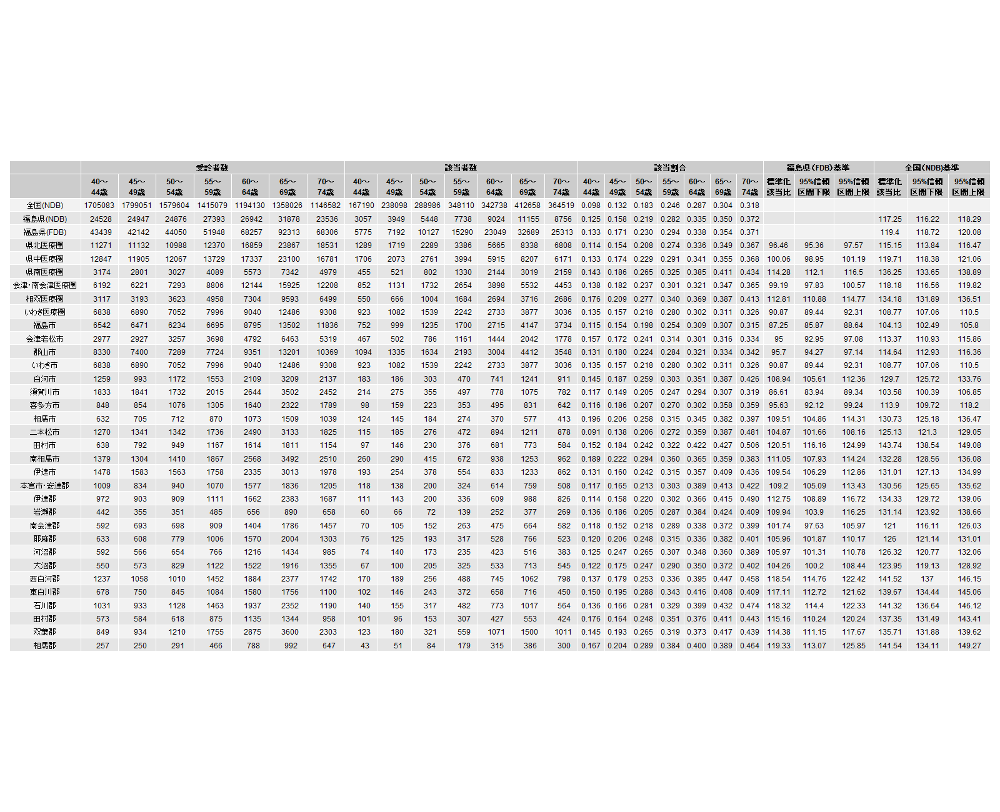 受診者数 該当者数 該当割合 福島県(FDB)基準 全国(NDB)基準
40～44歳 45～49歳 50～54歳 55～59歳 60～64歳 65～69歳 70～74歳 40～44歳 45～49歳 50～54歳 55～59歳 60～64歳 65～69歳 70～74歳 40～44歳 45～49歳 50～54歳 55～59歳 60～64歳 65～69歳 70～74歳 標準化該当比 95%信頼区間下限 95%信頼区間上限 標準化該当比 95%信頼区間下限 95%信頼区間上限
全国(NDB) 1705083 1799051 1579604 1415079 1194130 1358026 1146582 167190 238098 288986 348110 342738 412658 364519 0.098 0.132 0.183 0.246 0.287 0.304 0.318
福島県(NDB) 24528 24947 24876 27393 26942 31878 23536 3057 3949 5448 7738 9024 11155 8756 0.125 0.158 0.219 0.282 0.335 0.350 0.372 117.25 116.22 118.29
福島県(FDB) 43439 42142 44050 51948 68257 92313 68306 5775 7192 10127 15290 23049 32689 25313 0.133 0.171 0.230 0.294 0.338 0.354 0.371 119.4 118.72 120.08
県北医療圏 11271 11132 10988 12370 16859 23867 18531 1289 1719 2289 3386 5665 8338 6808 0.114 0.154 0.208 0.274 0.336 0.349 0.367 96.46 95.36 97.57 115.15 113.84 116.47
県中医療圏 12847 11905 12067 13729 17337 23100 16781 1706 2073 2761 3994 5915 8207 6171 0.133 0.174 0.229 0.291 0.341 0.355 0.368 100.06 98.95 101.19 119.71 118.38 121.06
県南医療圏 3174 2801 3027 4089 5573 7342 4979 455 521 802 1330 2144 3019 2159 0.143 0.186 0.265 0.325 0.385 0.411 0.434 114.28 112.1 116.5 136.25 133.65 138.89
会津・南会津医療圏 6192 6221 7293 8806 12144 15925 12208 852 1131 1732 2654 3898 5532 4453 0.138 0.182 0.237 0.301 0.321 0.347 0.365 99.19 97.83 100.57 118.18 116.56 119.82
相双医療圏 3117 3193 3623 4958 7304 9593 6499 550 666 1004 1684 2694 3716 2686 0.176 0.209 0.277 0.340 0.369 0.387 0.413 112.81 110.88 114.77 134.18 131.89 136.51
いわき医療圏 6838 6890 7052 7996 9040 12486 9308 923 1082 1539 2242 2733 3877 3036 0.135 0.157 0.218 0.280 0.302 0.311 0.326 90.87 89.44 92.31 108.77 107.06 110.5
福島市 6542 6471 6234 6695 8795 13502 11836 752 999 1235 1700 2715 4147 3734 0.115 0.154 0.198 0.254 0.309 0.307 0.315 87.25 85.87 88.64 104.13 102.49 105.8
会津若松市 2977 2927 3257 3698 4792 6463 5319 467 502 786 1161 1444 2042 1778 0.157 0.172 0.241 0.314 0.301 0.316 0.334 95 92.95 97.08 113.37 110.93 115.86
郡山市 8330 7400 7289 7724 9351 13201 10369 1094 1335 1634 2193 3004 4412 3548 0.131 0.180 0.224 0.284 0.321 0.334 0.342 95.7 94.27 97.14 114.64 112.93 116.36
いわき市 6838 6890 7052 7996 9040 12486 9308 923 1082 1539 2242 2733 3877 3036 0.135 0.157 0.218 0.280 0.302 0.311 0.326 90.87 89.44 92.31 108.77 107.06 110.5
白河市 1259 993 1172 1553 2109 3209 2137 183 186 303 470 741 1241 911 0.145 0.187 0.259 0.303 0.351 0.387 0.426 108.94 105.61 112.36 129.7 125.72 133.76
須賀川市 1833 1841 1732 2015 2644 3502 2452 214 275 355 497 778 1075 782 0.117 0.149 0.205 0.247 0.294 0.307 0.319 86.61 83.94 89.34 103.58 100.39 106.85
喜多方市 848 854 1076 1305 1640 2322 1789 98 159 223 353 495 831 642 0.116 0.186 0.207 0.270 0.302 0.358 0.359 95.63 92.12 99.24 113.9 109.72 118.2
相馬市 632 705 712 870 1073 1509 1039 124 145 184 274 370 577 413 0.196 0.206 0.258 0.315 0.345 0.382 0.397 109.51 104.86 114.31 130.73 125.18 136.47
二本松市 1270 1341 1342 1736 2490 3133 1825 115 185 276 472 894 1211 878 0.091 0.138 0.206 0.272 0.359 0.387 0.481 104.87 101.66 108.16 125.13 121.3 129.05
田村市 638 792 949 1167 1614 1811 1154 97 146 230 376 681 773 584 0.152 0.184 0.242 0.322 0.422 0.427 0.506 120.51 116.16 124.99 143.74 138.54 149.08
南相馬市 1379 1304 1410 1867 2568 3492 2510 260 290 415 672 938 1253 962 0.189 0.222 0.294 0.360 0.365 0.359 0.383 111.05 107.93 114.24 132.28 128.56 136.08
伊達市 1478 1583 1563 1758 2335 3013 1978 193 254 378 554 833 1233 862 0.131 0.160 0.242 0.315 0.357 0.409 0.436 109.54 106.29 112.86 131.01 127.13 134.99
本宮市・安達郡 1009 834 940 1070 1577 1836 1205 118 138 200 324 614 759 508 0.117 0.165 0.213 0.303 0.389 0.413 0.422 109.2 105.09 113.43 130.56 125.65 135.62
伊達郡 972 903 909 1111 1662 2383 1687 111 143 200 336 609 988 826 0.114 0.158 0.220 0.302 0.366 0.415 0.490 112.75 108.89 116.72 134.33 129.72 139.06
岩瀬郡 442 355 351 485 656 890 658 60 66 72 139 252 377 269 0.136 0.186 0.205 0.287 0.384 0.424 0.409 109.94 103.9 116.25 131.14 123.92 138.66
南会津郡 592 693 698 909 1404 1786 1457 70 105 152 263 475 664 582 0.118 0.152 0.218 0.289 0.338 0.372 0.399 101.74 97.63 105.97 121 116.11 126.03
耶麻郡 633 608 779 1006 1570 2004 1303 76 125 193 317 528 766 523 0.120 0.206 0.248 0.315 0.336 0.382 0.401 105.96 101.87 110.17 126 121.14 131.01
河沼郡 592 566 654 766 1216 1434 985 74 140 173 235 423 516 383 0.125 0.247 0.265 0.307 0.348 0.360 0.389 105.97 101.31 110.78 126.32 120.77 132.06
大沼郡 550 573 829 1122 1522 1916 1355 67 100 205 325 533 713 545 0.122 0.175 0.247 0.290 0.350 0.372 0.402 104.26 100.2 108.44 123.95 119.13 128.92
西白河郡 1237 1058 1010 1452 1884 2377 1742 170 189 256 488 745 1062 798 0.137 0.179 0.253 0.336 0.395 0.447 0.458 118.54 114.76 122.42 141.52 137 146.15
東白川郡 678 750 845 1084 1580 1756 1100 102 146 243 372 658 716 450 0.150 0.195 0.288 0.343 0.416 0.408 0.409 117.11 112.72 121.62 139.67 134.44 145.06
石川郡 1031 933 1128 1463 1937 2352 1190 140 155 317 482 773 1017 564 0.136 0.166 0.281 0.329 0.399 0.432 0.474 118.32 114.4 122.33 141.32 136.64 146.12
田村郡 573 584 618 875 1135 1344 958 101 96 153 307 427 553 424 0.176 0.164 0.248 0.351 0.376 0.411 0.443 115.16 110.24 120.24 137.35 131.49 143.41
双葉郡 849 934 1210 1755 2875 3600 2303 123 180 321 559 1071 1500 1011 0.145 0.193 0.265 0.319 0.373 0.417 0.439 114.38 111.15 117.67 135.71 131.88 139.62
相馬郡 257 250 291 466 788 992 647 43 51 84 179 315 386 300 0.167 0.204 0.289 0.384 0.400 0.389 0.464 119.33 113.07 125.85 141.54 134.11 149.27